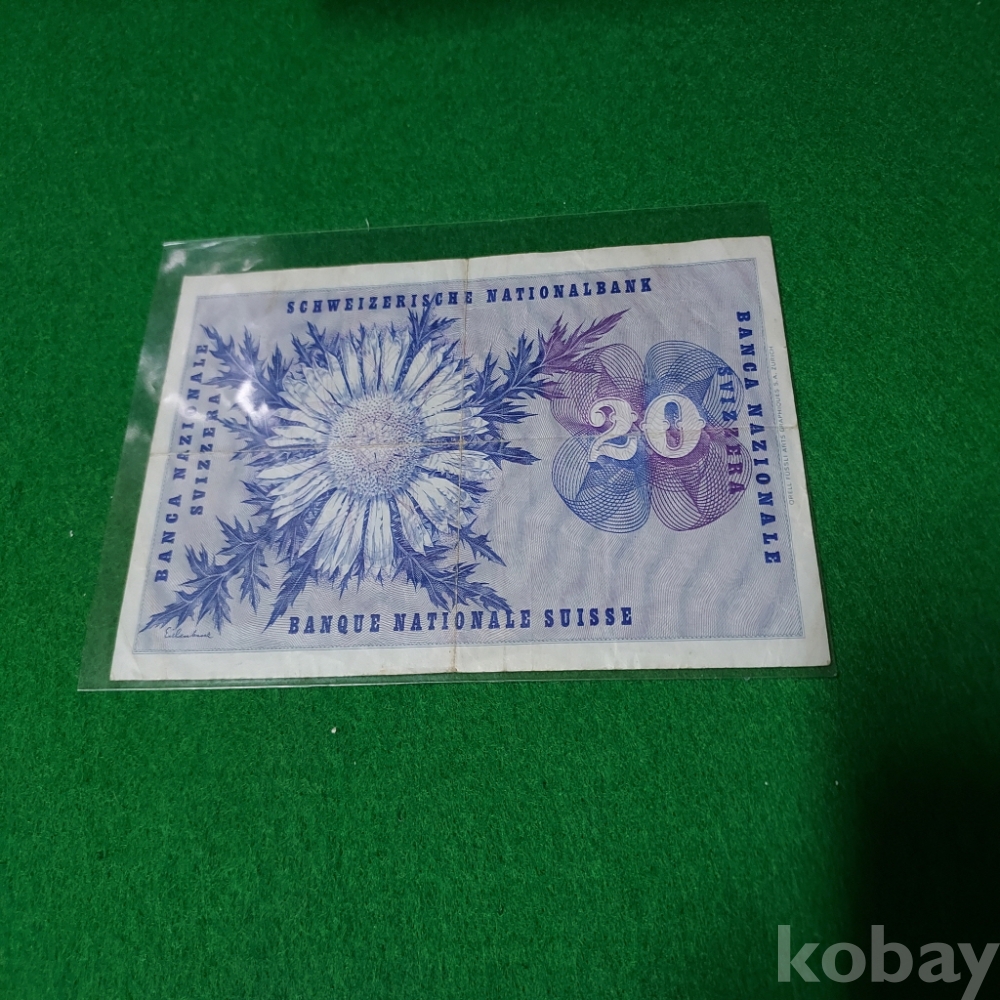 SCHWEIZERISCHE NATIONALBANK
BANCA NAZIONALE
SVIZZERA
20
BANCA NAZIONALE
SVIZZERA
BANQUE NATIONALE SUISSE
kobay